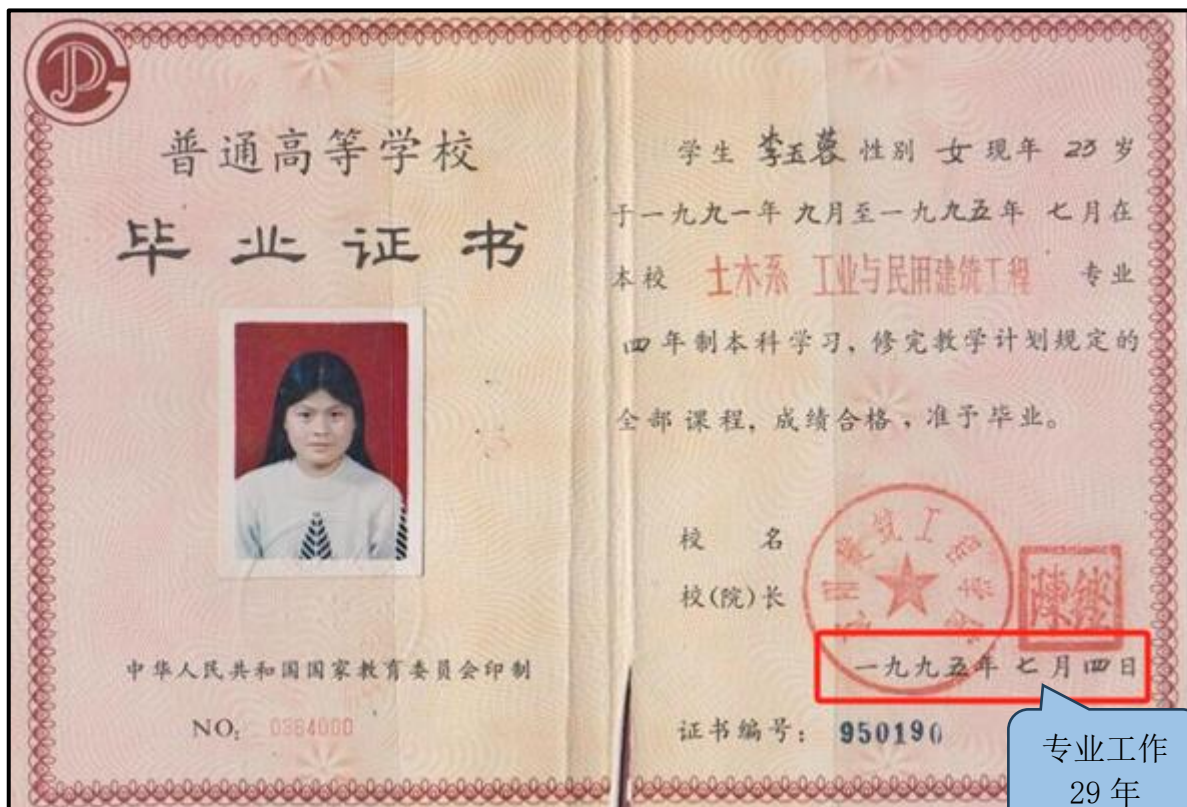 普通高等学校
毕业证书
中华人民共和国国家教育委员会印制
NO: 0384000
学生 李玉蓉 性别 女 现年 23 岁
于一九九一年 九月至一九九五年 七月在
本校 土木系 工业与民用建筑工程 专业
四年制本科学习，修完教学计划规定的
全部课程，成绩合格，准予毕业。
校 名
校(院)长
一九九五年 七月四日
证书编号：950190
专业工作
29 年